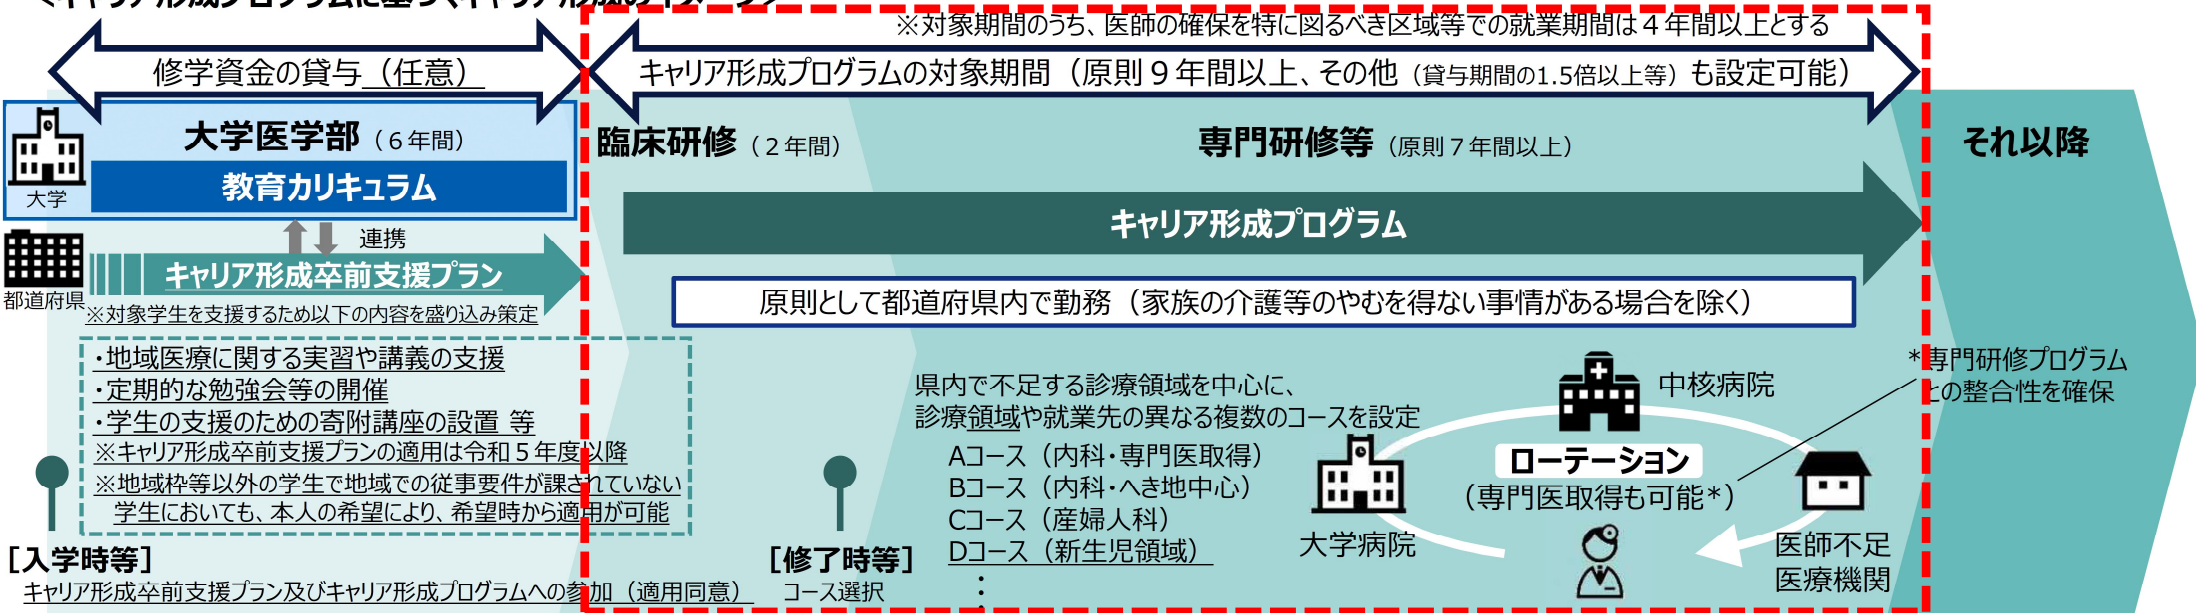 <キャリア形成プログラムに基づくキャリア形成のイメージ>
※対象期間のうち、医師の確保を特に図るべき区域等での就業期間は４年間以上とする
修学資金の貸与（任意）
キャリア形成プログラムの対象期間（原則９年間以上、その他（貸与期間の1.5倍以上等）も設定可能）
大学医学部（６年間）
臨床研修（２年間）
専門研修等（原則７年間以上）
それ以降
教育カリキュラム
大学
キャリア形成プログラム
連携
キャリア形成卒前支援プラン
都道府県
※対象学生を支援するため以下の内容を盛り込み策定
原則として都道府県内で勤務（家族の介護等のやむを得ない事情がある場合を除く）
・地域医療に関する実習や講義の支援
・定期的な勉強会等の開催
・学生の支援のための寄附講座の設置 等
※キャリア形成卒前支援プランの適用は令和５年度以降
※地域枠等以外の学生で地域での従事要件が課されていない
学生においても、本人の希望により、希望時から適用が可能
県内で不足する診療領域を中心に、
診療領域や就業先の異なる複数のコースを設定
Aコース（内科・専門医取得）
Bコース（内科・へき地中心）
Cコース（産婦人科）
Dコース（新生児領域）
：
中核病院
*専門研修プログラム
との整合性を確保
ローテーション
（専門医取得も可能*）
大学病院
医師不足
医療機関
［入学時等］
キャリア形成卒前支援プラン及びキャリア形成プログラムへの参加（適用同意）
［修了時等］
コース選択